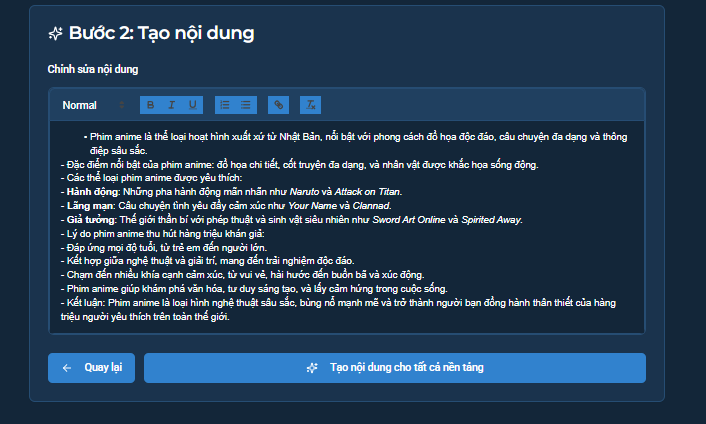 Bước 2: Tạo nội dung
Chỉnh sửa nội dung
Normal B I U
- Phim anime là thể loại hoạt hình xuất xứ từ Nhật Bản, nổi bật với phong cách đồ họa độc đáo, câu chuyện đa dạng và thông
điệp sâu sắc.
- Đặc điểm nổi bật của phim anime: đồ họa chi tiết, cốt truyện đa dạng, và nhân vật được khắc họa sống động.
- Các thể loại phim anime được yêu thích:
- Hành động: Những pha hành động mãn nhãn như Naruto và Attack on Titan.
- Lãng mạn: Câu chuyện tình yêu đầy cảm xúc như Your Name và Clannad.
- Giả tưởng: Thế giới thần bí với phép thuật và sinh vật siêu nhiên như Sword Art Online và Spirited Away.
- Lý do phim anime thu hút hàng triệu khán giả:
- Đáp ứng mọi độ tuổi, từ trẻ em đến người lớn.
- Kết hợp giữa nghệ thuật và giải trí, mang đến trải nghiệm độc đáo.
- Chạm đến nhiều khía cạnh cảm xúc, từ vui vẻ, hài hước đến buồn bã và xúc động.
- Phim anime giúp khám phá văn hóa, tư duy sáng tạo, và lấy cảm hứng trong cuộc sống.
- Kết luận: Phim anime là loại hình nghệ thuật sâu sắc, bùng nổ mạnh mẽ và trở thành người bạn đồng hành thân thiết của hàng
triệu người yêu thích trên toàn thế giới.
Quay lại
Tạo nội dung cho tất cả nền tảng